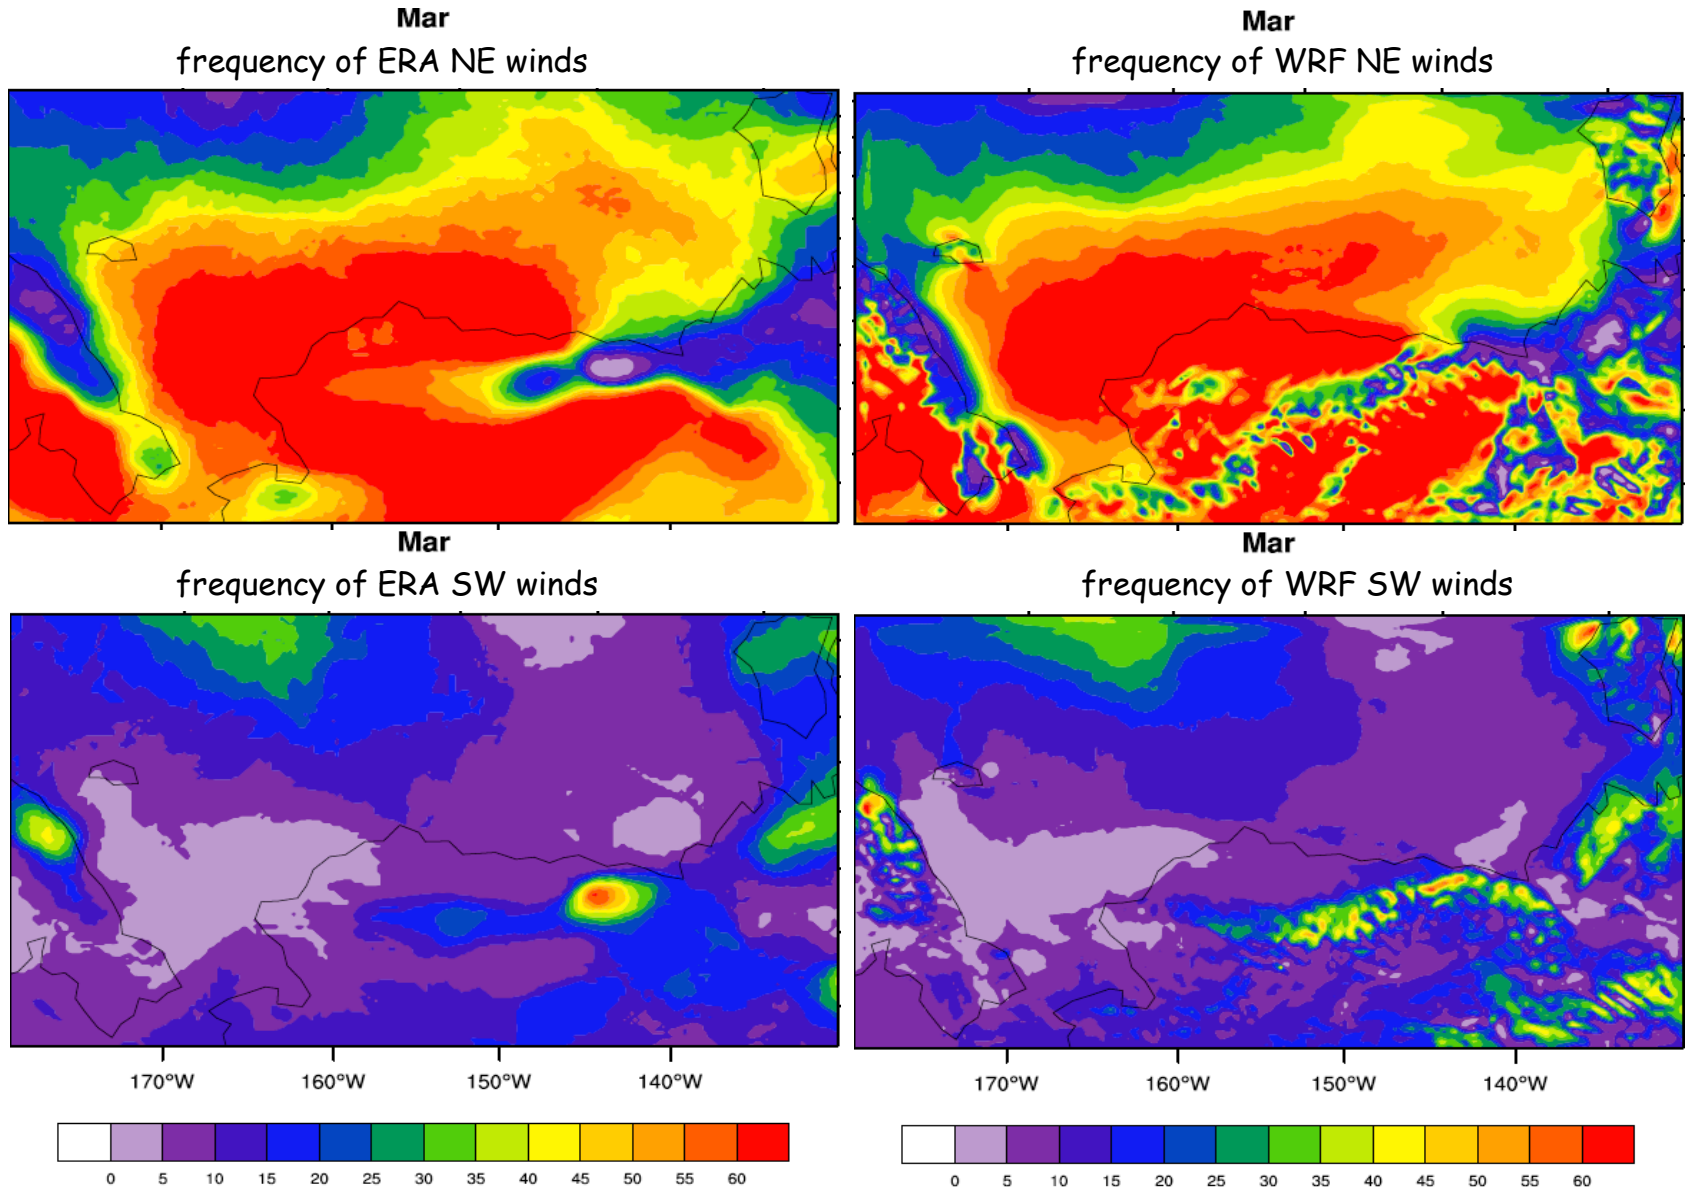 Mar
frequency of ERA NE winds
Mar
frequency of WRF NE winds
Mar
frequency of ERA SW winds
Mar
frequency of WRF SW winds
170°W 160°W 150°W 140°W
170°W 160°W 150°W 140°W
0 5 10 15 20 25 30 35 40 45 50 55 60
0 5 10 15 20 25 30 35 40 45 50 55 60